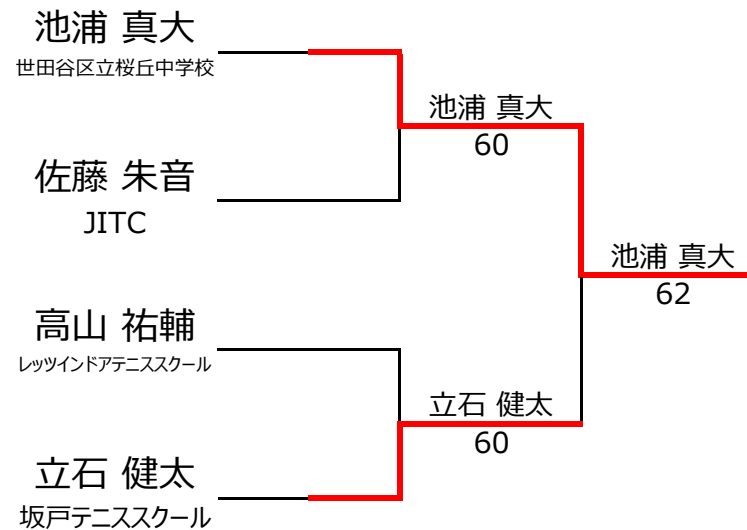 池浦 真大
世田谷区立桜丘中学校
池浦 真大
60
佐藤 朱音
JITC
池浦 真大
62
高山 祐輔
レッツインドアテニススクール
立石 健太
60
立石 健太
坂戸テニススクール